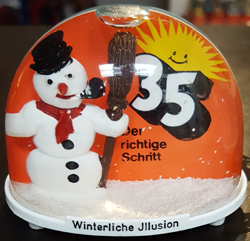 35
Der
richtige
Schritt
Winterliche Jllusion